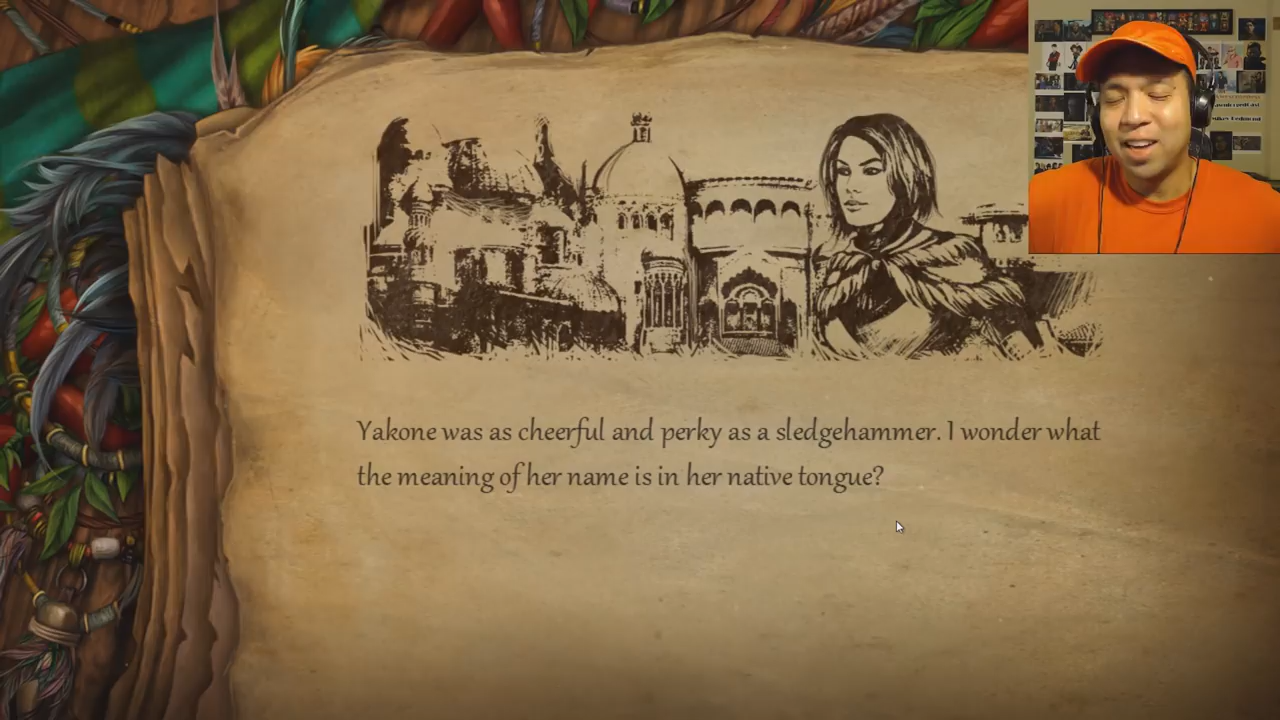 Yakone was as cheerful and perky as a sledgehammer. I wonder what
the meaning of her name is in her native tongue?